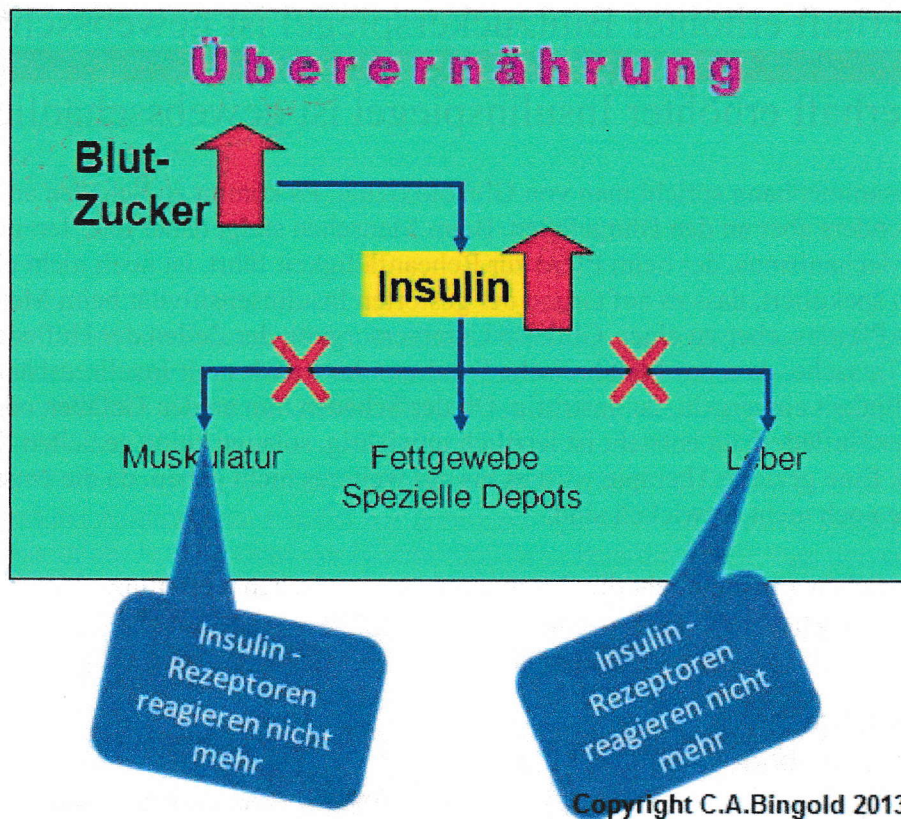 Überernährung
Blut-
Zucker
Insulin
Muskulatur
Fettgewebe
Spezielle Depots
Leber
Insulin -
Rezeptoren
reagieren nicht
mehr
Insulin -
Rezeptoren
reagieren nicht
mehr
Copyright C.A.Bingold 2013